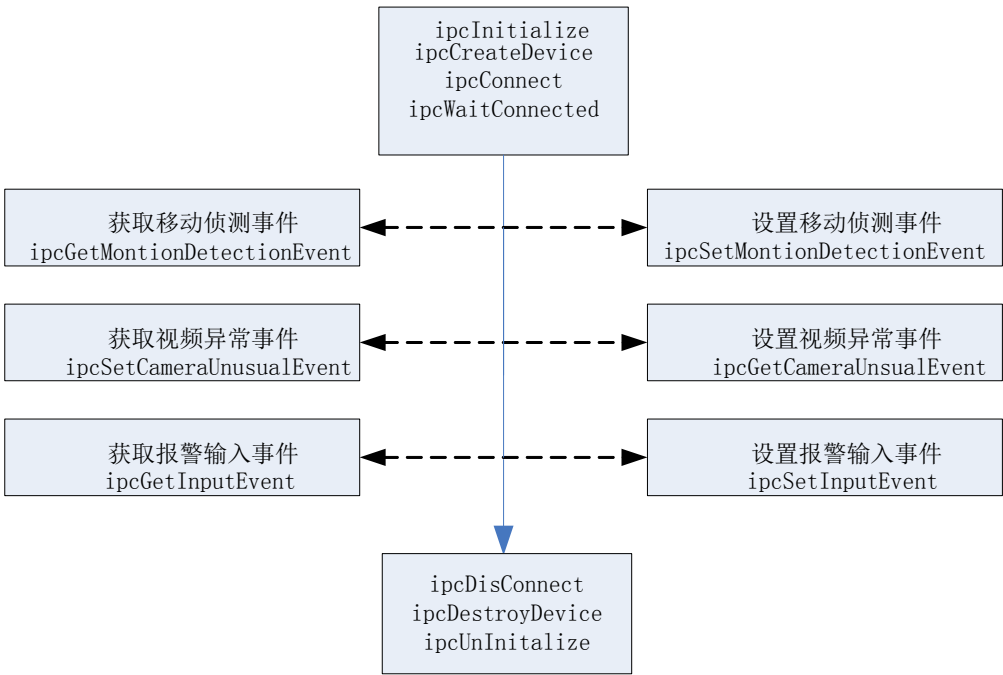 ipcInitialize
ipcCreateDevice
ipcConnect
ipcWaitConnected
获取移动侦测事件
ipcGetMontionDetectionEvent
设置移动侦测事件
ipcSetMontionDetectionEvent
获取视频异常事件
ipcSetCameraUnusualEvent
设置视频异常事件
ipcGetCameraUnsualEvent
获取报警输入事件
ipcGetInputEvent
设置报警输入事件
ipcSetInputEvent
ipcDisConnect
ipcDestroyDevice
ipcUnInitalize